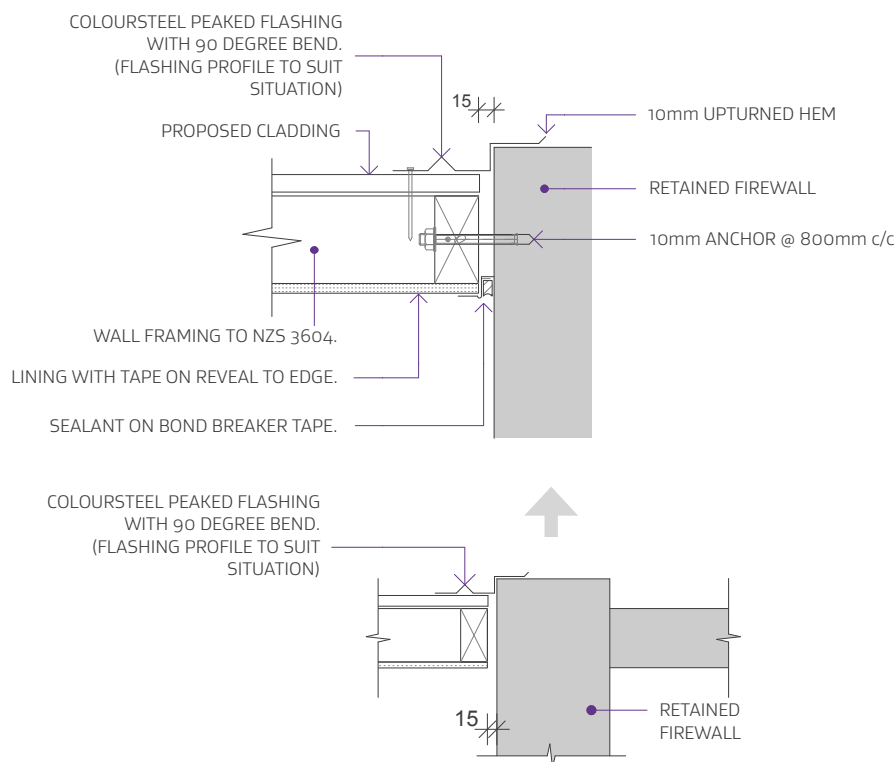 COLOURSTEEL PEAKED FLASHING
WITH 90 DEGREE BEND.
(FLASHING PROFILE TO SUIT
SITUATION)
15
10mm UPTURNED HEM
PROPOSED CLADDING
RETAINED FIREWALL
10mm ANCHOR @ 800mm c/c
WALL FRAMING TO NZS 3604.
LINING WITH TAPE ON REVEAL TO EDGE.
SEALANT ON BOND BREAKER TAPE.
COLOURSTEEL PEAKED FLASHING
WITH 90 DEGREE BEND.
(FLASHING PROFILE TO SUIT
SITUATION)
15
RETAINED
FIREWALL